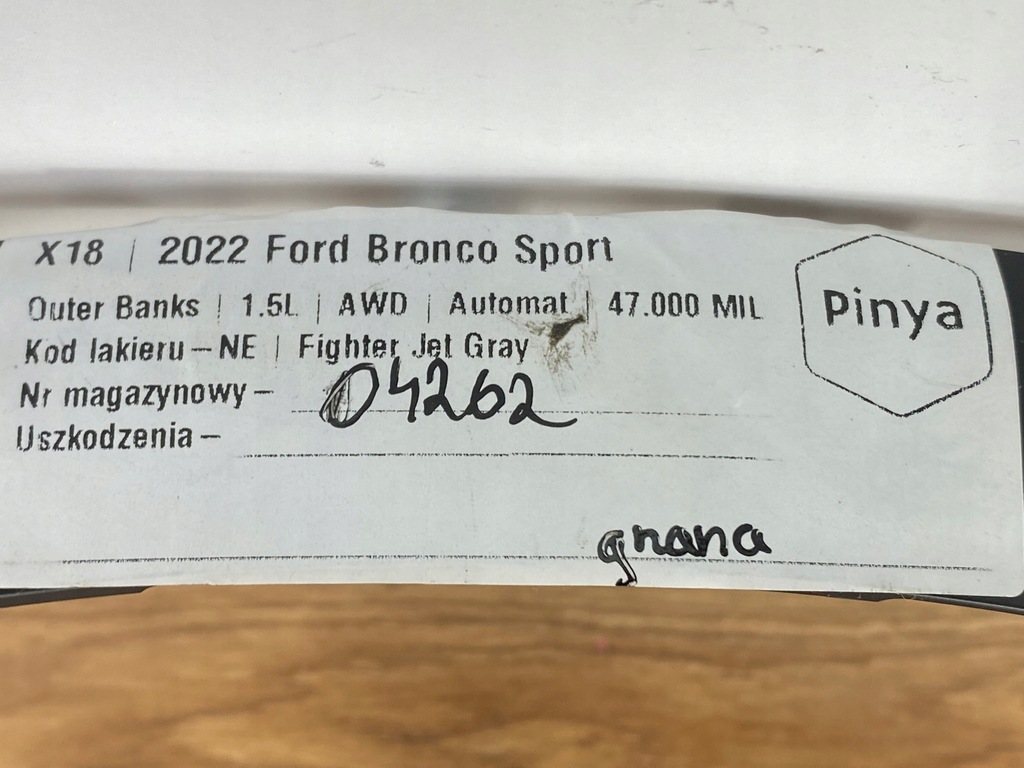 X18 | 2022 Ford Bronco Sport
Outer Banks | 1.5L | AWD | Automat | 47.000 MIL
Kod lakieru – NE | Fighter Jet Gray
Nr magazynowy – 04262
Uszkodzenia –
gnana
Pinya